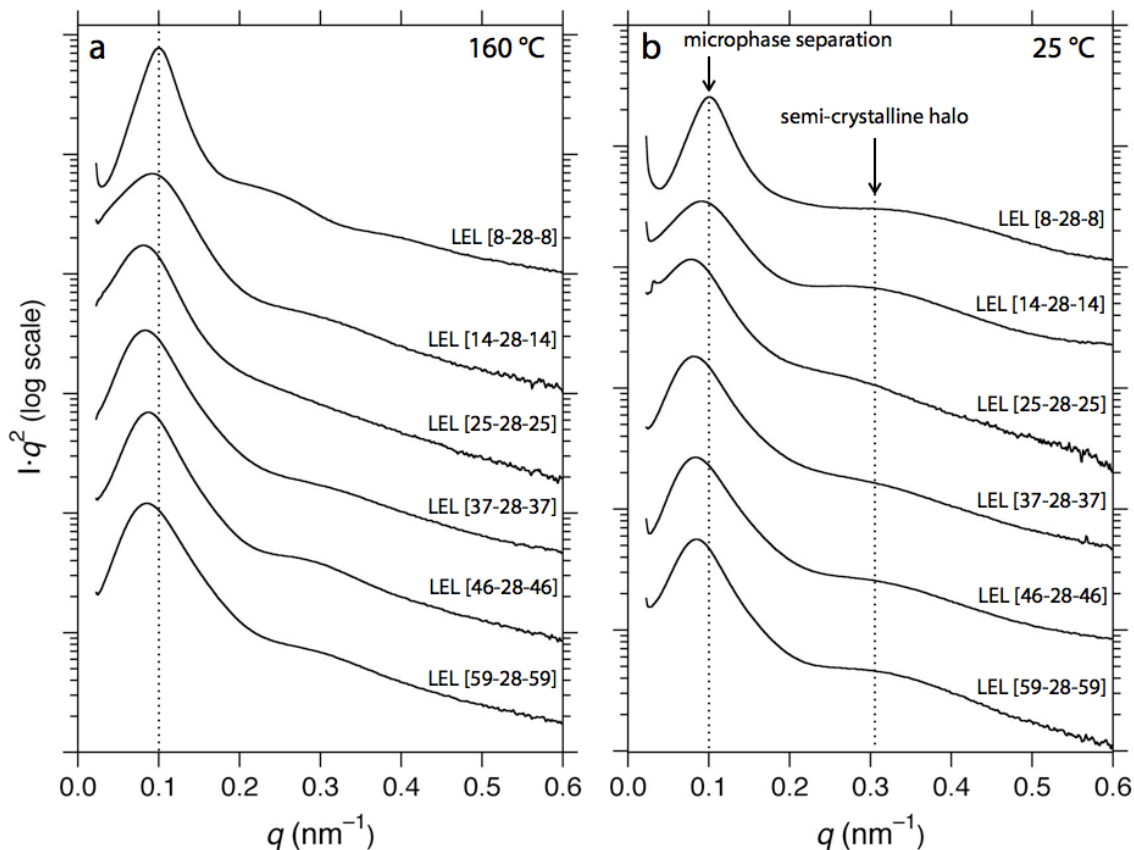 a
160 °C
LEL [8-28-8]
LEL [14-28-14]
LEL [25-28-25]
LEL [37-28-37]
LEL [46-28-46]
LEL [59-28-59]
I·q² (log scale)
0.0 0.1 0.2 0.3 0.4 0.5 0.6
q (nm⁻¹)
b
microphase separation
25 °C
semi-crystalline halo
LEL [8-28-8]
LEL [14-28-14]
LEL [25-28-25]
LEL [37-28-37]
LEL [46-28-46]
LEL [59-28-59]
0.0 0.1 0.2 0.3 0.4 0.5 0.6
q (nm⁻¹)